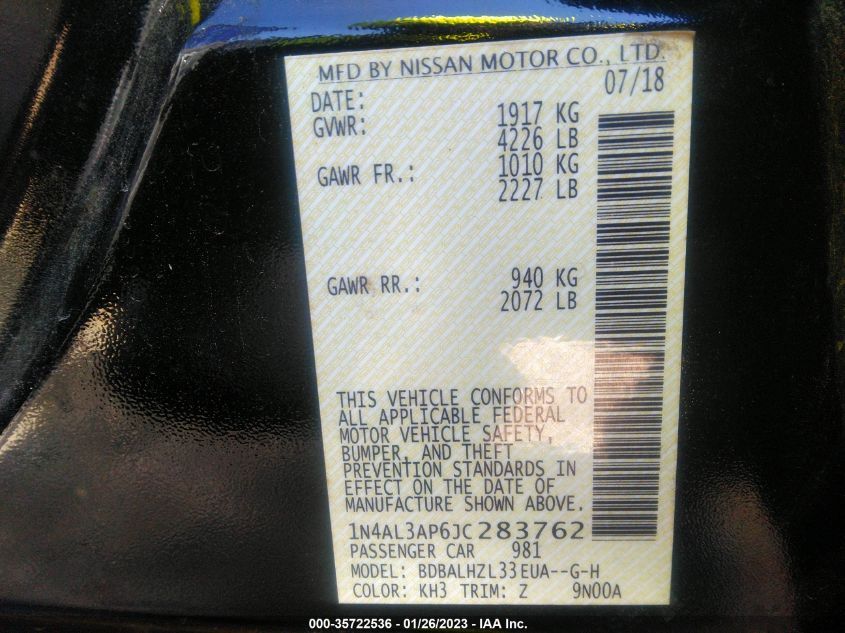 MFD BY NISSAN MOTOR CO., LTD.
DATE: 07/18
GVWR: 1917 KG
4226 LB
GAWR FR.: 1010 KG
2227 LB
GAWR RR.: 940 KG
2072 LB
THIS VEHICLE CONFORMS TO
ALL APPLICABLE FEDERAL
MOTOR VEHICLE SAFETY,
BUMPER, AND THEFT
PREVENTION STANDARDS IN
EFFECT ON THE DATE OF
MANUFACTURE SHOWN ABOVE.
1N4AL3AP6JC283762
PASSENGER CAR 981
MODEL: BDBALHZL33EUA--G-H
COLOR: KH3 TRIM: Z 9N00A
000-35722536 - 01/26/2023 - IAA Inc.